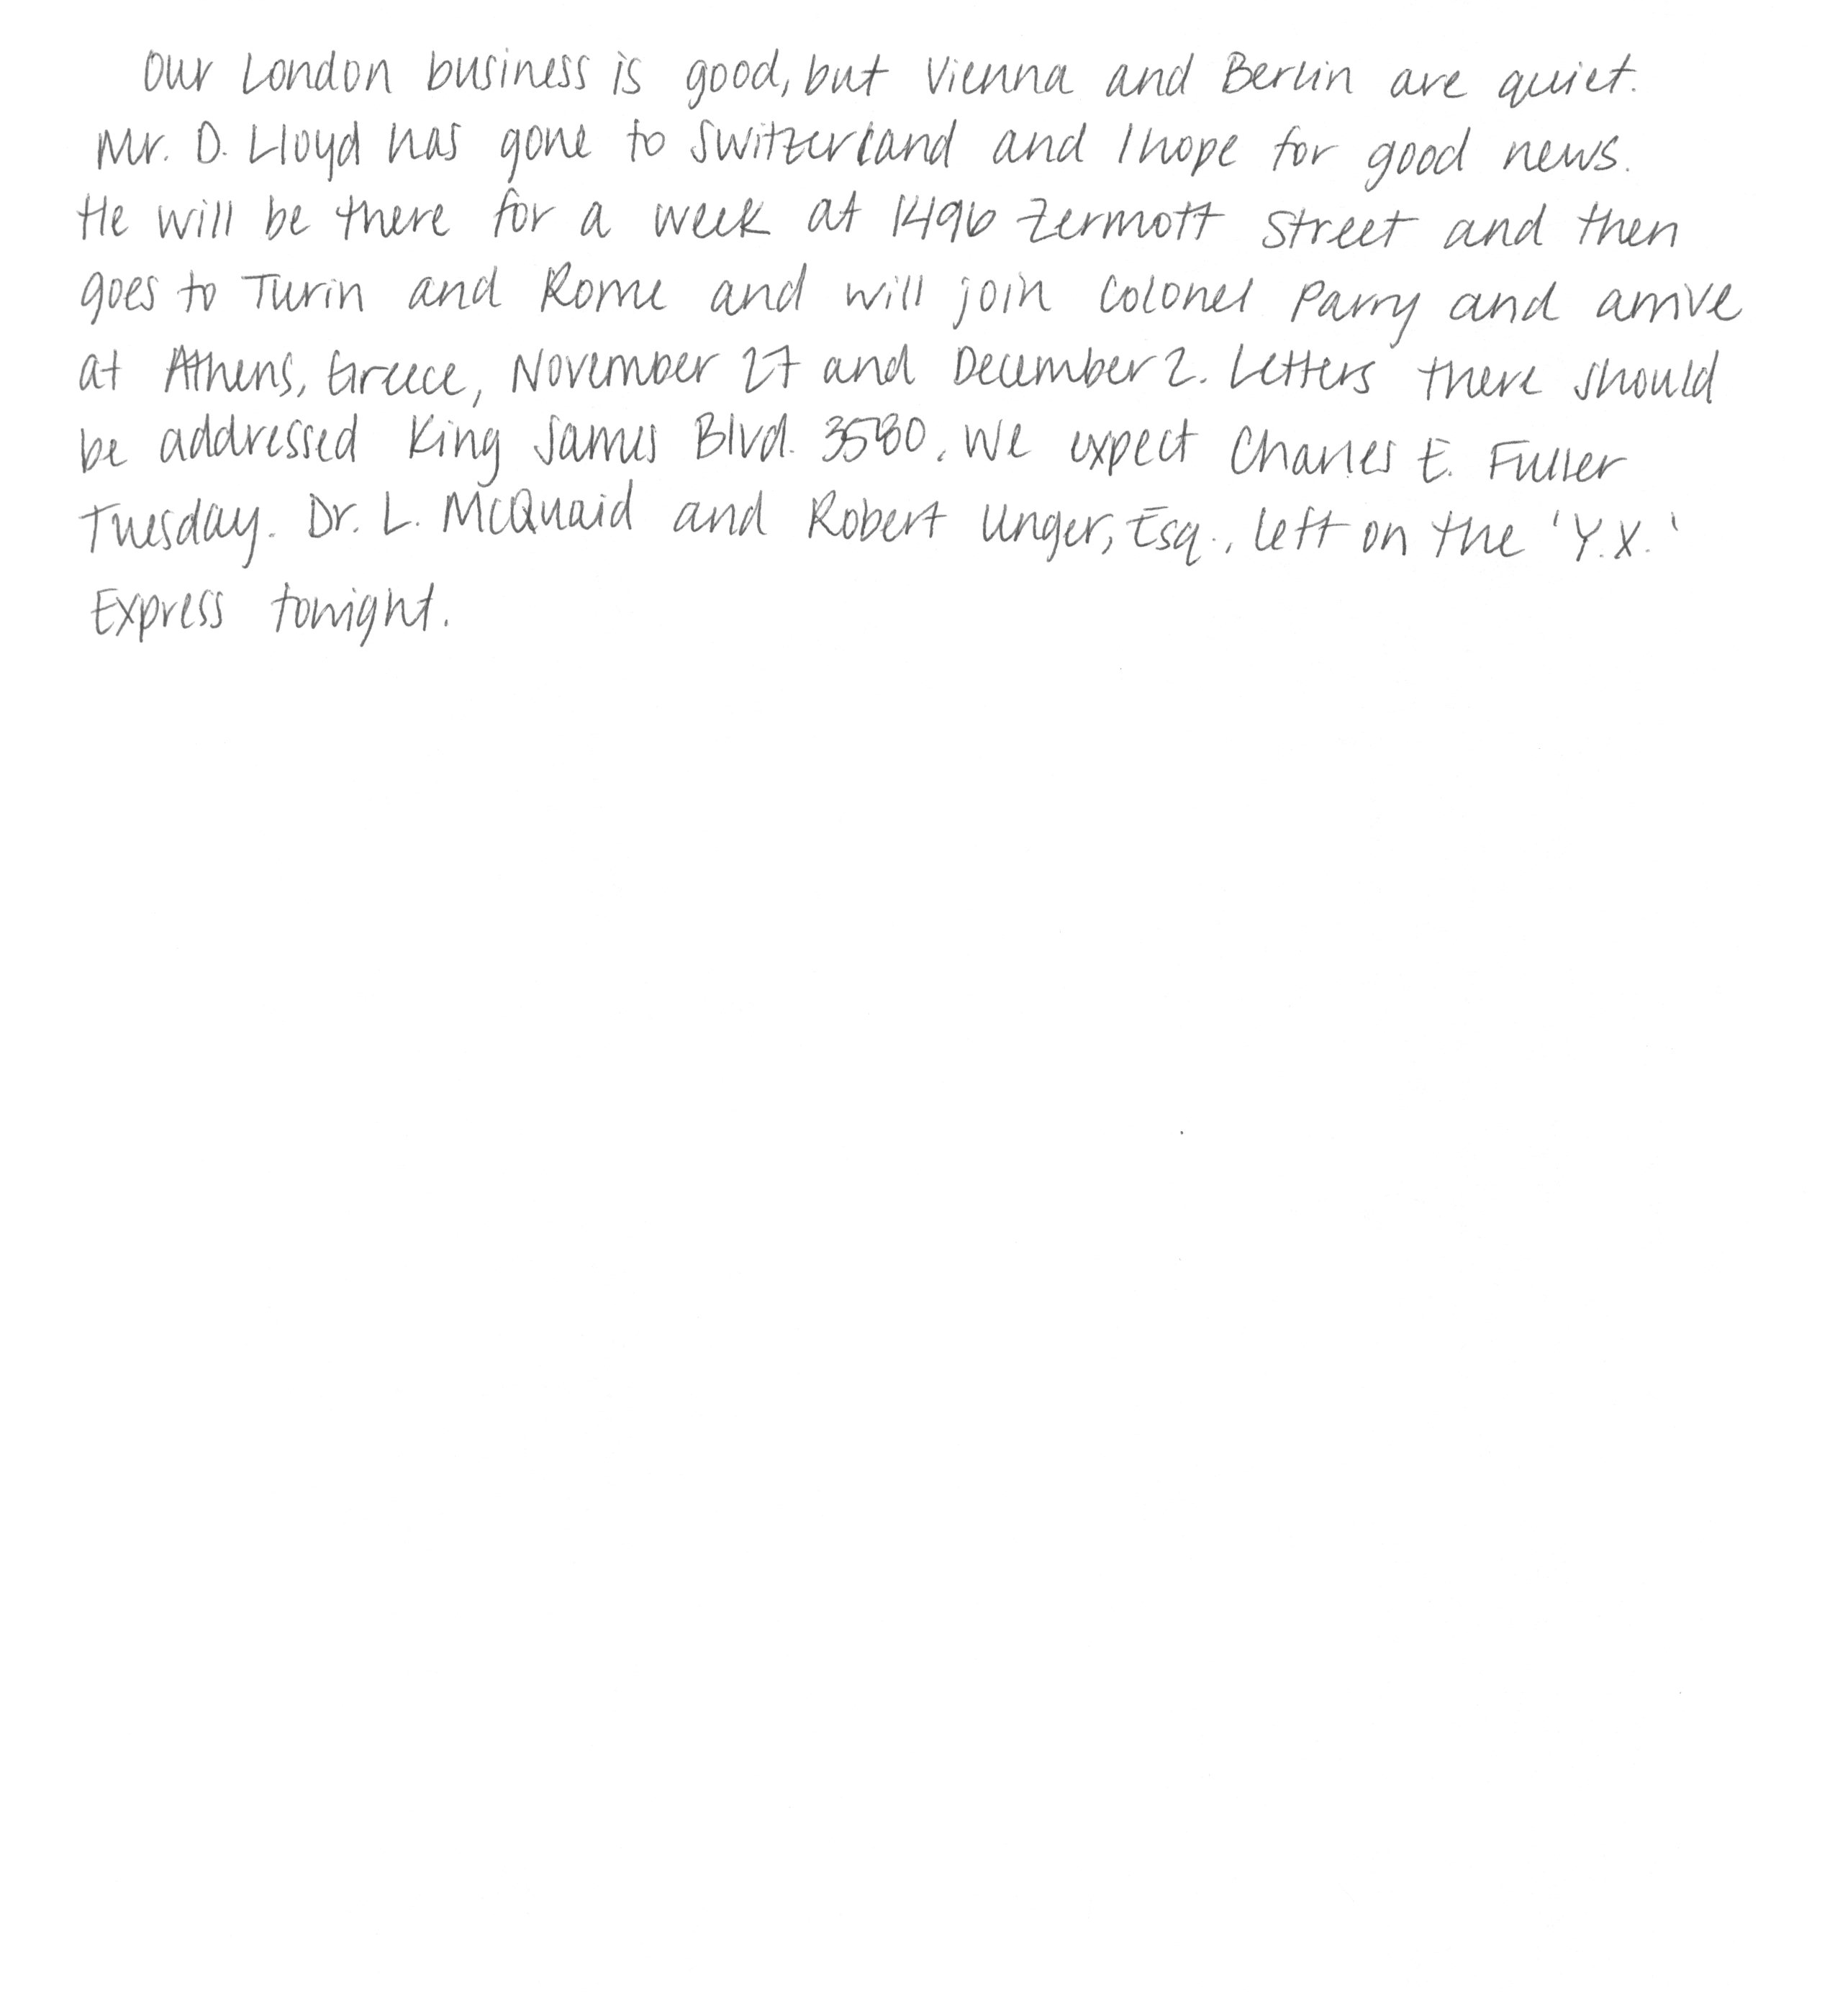 Our London business is good, but Vienna and Berlin are quiet.
Mr. D. Lloyd has gone to Switzerland and I hope for good news.
He will be there for a week at 1496 Zermott Street and then
goes to Turin and Rome and will join Colonel Parry and arrive
at Athens, Greece, November 27 and December 2. Letters there should
be addressed King James Blvd. 3580. We expect Charles E. Fuller
Tuesday. Dr. L. McQuaid and Robert Unger, Esq., left on the 'Y.X.'
Express tonight.